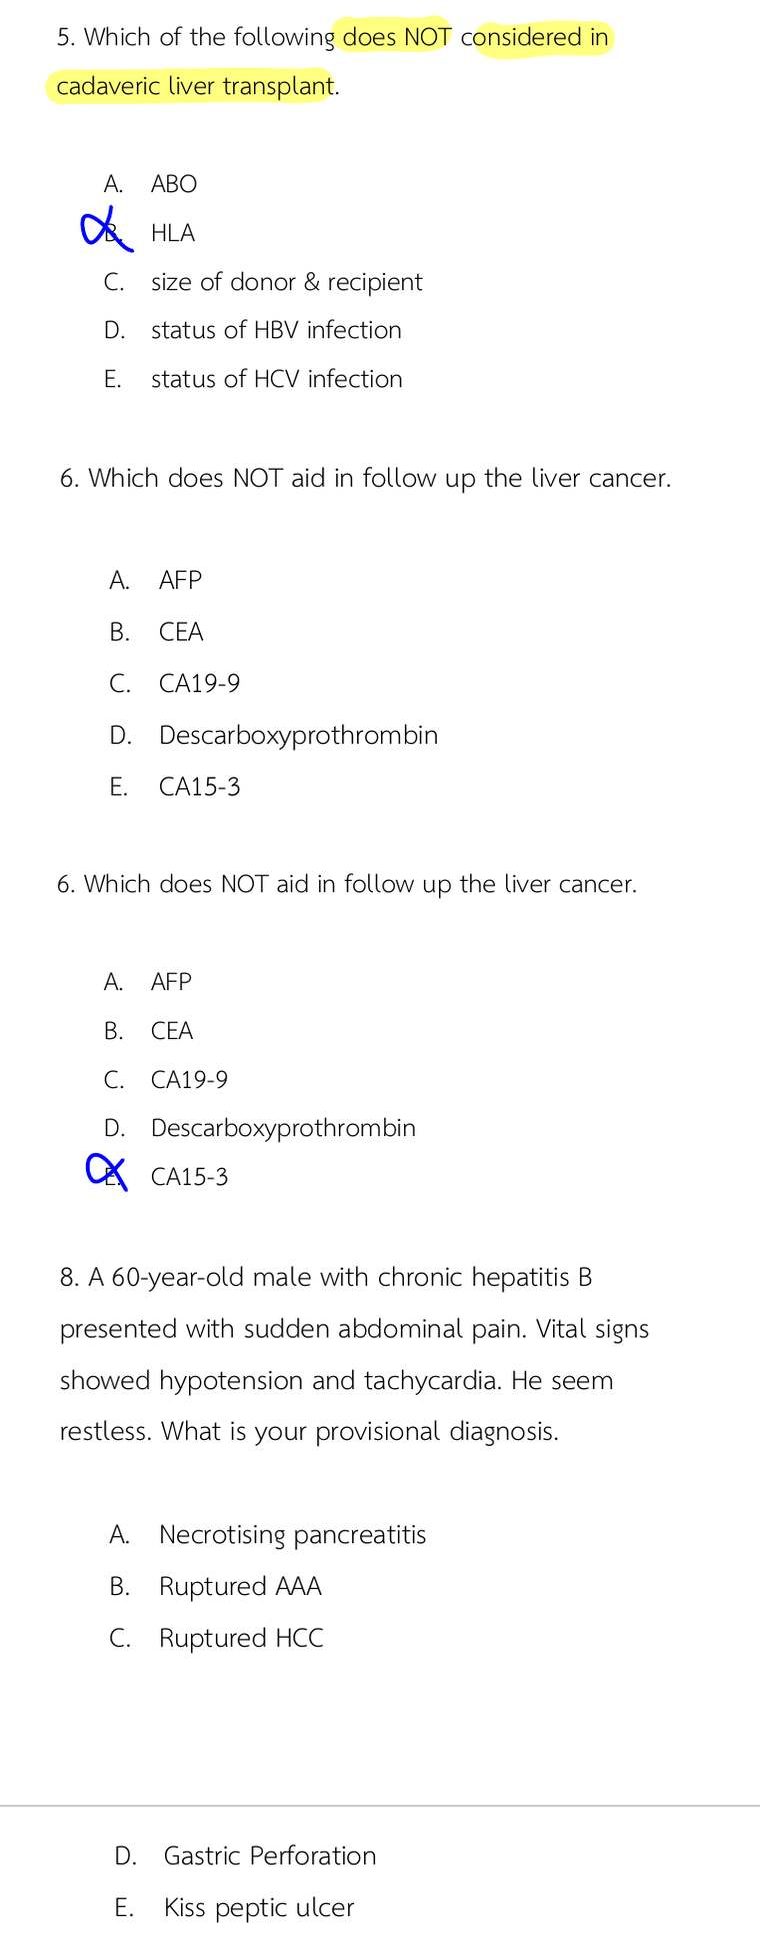 5. Which of the following does NOT considered in
cadaveric liver transplant.
A. ABO
B. HLA
C. size of donor & recipient
D. status of HBV infection
E. status of HCV infection
6. Which does NOT aid in follow up the liver cancer.
A. AFP
B. CEA
C. CA19-9
D. Descarboxyprothrombin
E. CA15-3
6. Which does NOT aid in follow up the liver cancer.
A. AFP
B. CEA
C. CA19-9
D. Descarboxyprothrombin
E. CA15-3
8. A 60-year-old male with chronic hepatitis B
presented with sudden abdominal pain. Vital signs
showed hypotension and tachycardia. He seem
restless. What is your provisional diagnosis.
A. Necrotising pancreatitis
B. Ruptured AAA
C. Ruptured HCC
D. Gastric Perforation
E. Kiss peptic ulcer